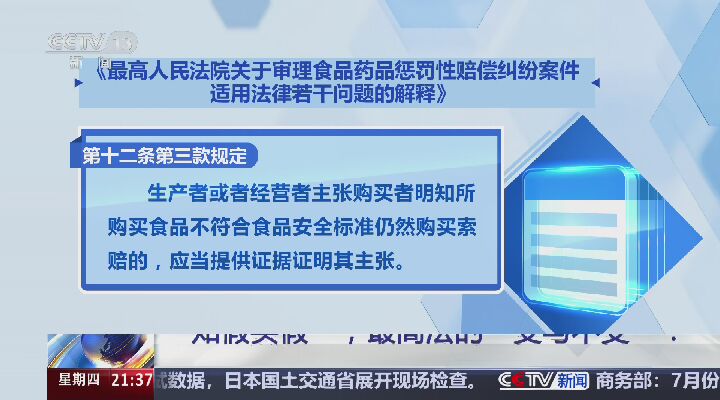 CCTV 13
新闻
《最高人民法院关于审理食品药品惩罚性赔偿纠纷案件
适用法律若干问题的解释》
第十二条第三款规定
生产者或者经营者主张购买者明知所
购买食品不符合食品安全标准仍然购买索
赔的，应当提供证据证明其主张。
星期四 21:37 试数据，日本国土交通省展开现场检查。 CCTV 新闻 商务部：7月份